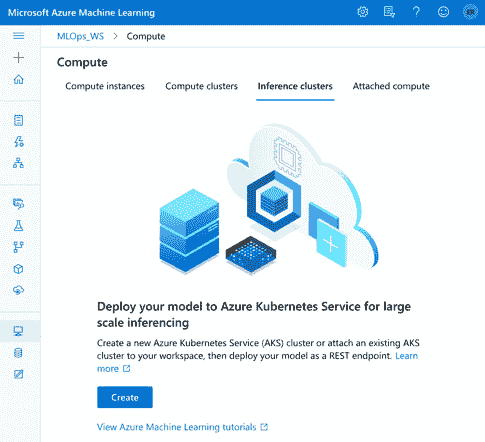 Microsoft Azure Machine Learning
MLOps_WS > Compute
Compute
Compute instances Compute clusters Inference clusters Attached compute
Deploy your model to Azure Kubernetes Service for large
scale inferencing
Create a new Azure Kubernetes Service (AKS) cluster or attach an existing AKS
cluster to your workspace, then deploy your model as a REST endpoint. Learn
more
Create
View Azure Machine Learning tutorials